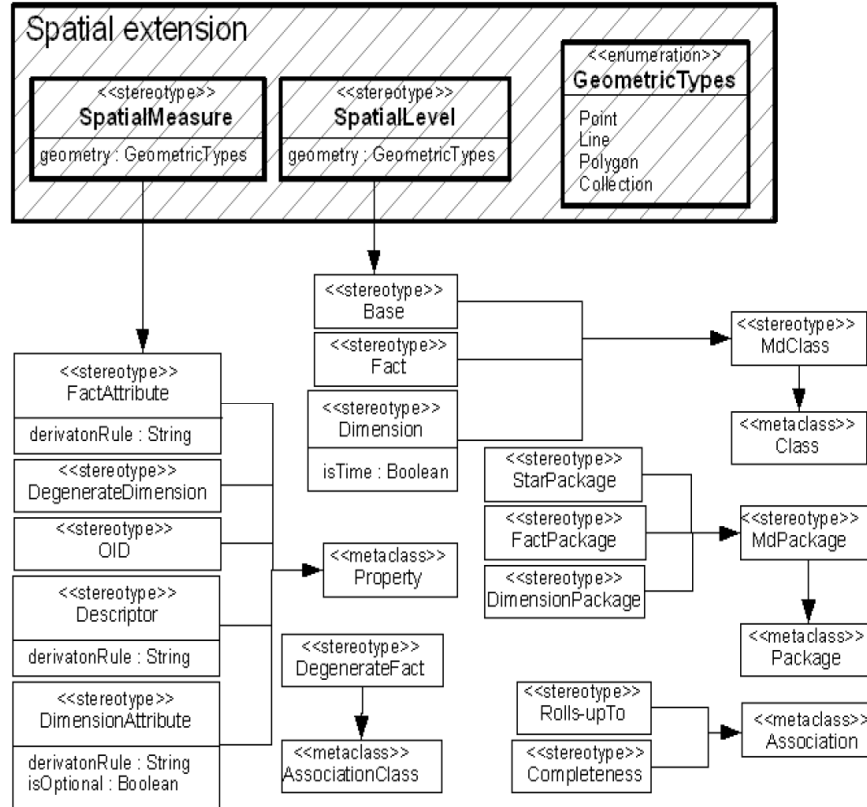 Spatial extension
<<stereotype>>
SpatialMeasure
geometry : GeometricTypes
<<stereotype>>
SpatialLevel
geometry : GeometricTypes
<<enumeration>>
GeometricTypes
Point
Line
Polygon
Collection
<<stereotype>>
Base
<<stereotype>>
Fact
<<stereotype>>
Dimension
isTime : Boolean
<<stereotype>>
MdClass
<<metaclass>>
Class
<<stereotype>>
FactAttribute
derivatonRule : String
<<stereotype>>
DegenerateDimension
<<stereotype>>
OID
<<stereotype>>
Descriptor
derivatonRule : String
<<stereotype>>
DimensionAttribute
derivatonRule : String
isOptional : Boolean
<<metaclass>>
Property
<<stereotype>>
StarPackage
<<stereotype>>
FactPackage
<<stereotype>>
DimensionPackage
<<stereotype>>
MdPackage
<<metaclass>>
Package
<<stereotype>>
DegenerateFact
<<metaclass>>
AssociationClass
<<stereotype>>
Rolls-upTo
<<stereotype>>
Completeness
<<metaclass>>
Association